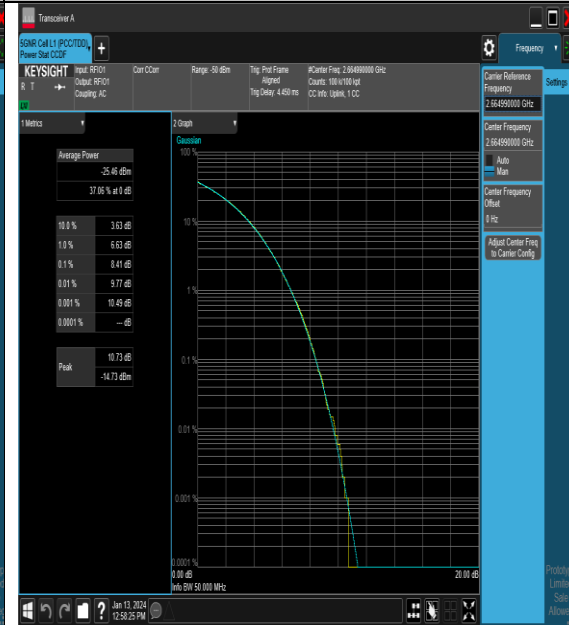 Transceiver A
5GNR Cell L1 (PCC/TDD)
Power Stat CCDF
+
Frequency
KEYSIGHT
R T
LV
Input: RFIO1
Output: RFIO1
Coupling: AC
Corr CCorr
Range: -50 dBm
Trig: Prot Frame
Aligned
Trig Delay: 4.450 ms
#Center Freq: 2.664990000 GHz
Counts: 100 k/100 kpt
CC Info: Uplink, 1 CC
Carrier Reference
Frequency
2.664990000 GHz
Settings
Center Frequency
2.664990000 GHz
Auto
Man
Center Frequency
Offset
0 Hz
Adjust Center Freq
to Carrier Config
1 Metrics
Average Power
-25.46 dBm
37.06 % at 0 dB
10.0 % 3.63 dB
1.0 % 6.63 dB
0.1 % 8.41 dB
0.01 % 9.77 dB
0.001 % 10.49 dB
0.0001 % --- dB
Peak
10.73 dB
-14.73 dBm
2 Graph
Gaussian
100 %
10 %
1 %
0.1 %
0.01 %
0.001 %
0.0001 %
0.00 dB
20.00 dB
Info BW 50.000 MHz
?
Jan 13, 2024
12:58:25 PM